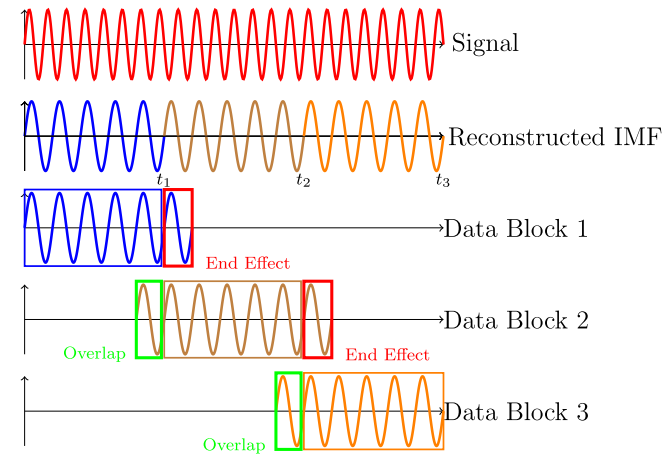 Signal
Reconstructed IMF
t₁ t₂ t₃
Data Block 1
End Effect
Data Block 2
Overlap
End Effect
Data Block 3
Overlap